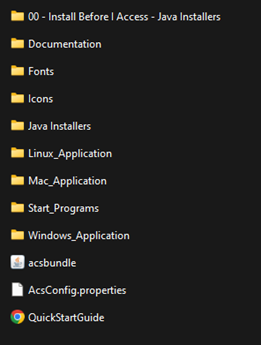 00 - Install Before I Access - Java Installers
Documentation
Fonts
Icons
Java Installers
Linux_Application
Mac_Application
Start_Programs
Windows_Application
acsbundle
AcsConfig.properties
QuickStartGuide